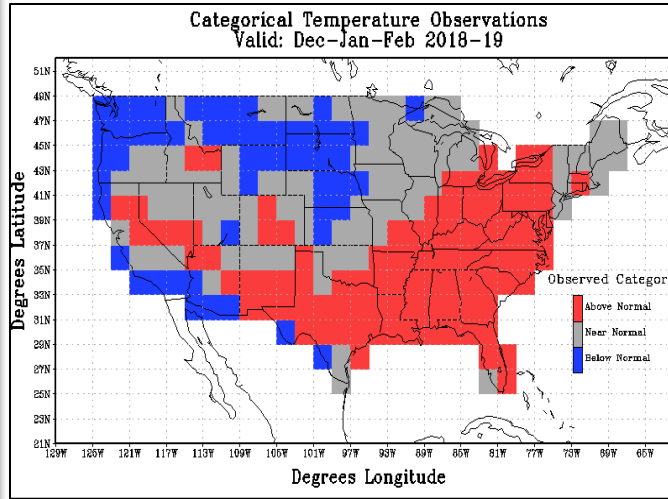 Categorical Temperature Observations
Valid: Dec-Jan-Feb 2018-19
51N
49N
47N
45N
43N
41N
39N
37N
35N
33N
31N
29N
27N
25N
23N
21N
Degrees Latitude
Observed Categor
Above Normal
Near Normal
Below Normal
129W 125W 121W 117W 113W 109W 105W 101W 97W 93W 89W 85W 81W 77W 73W 69W 65W
Degrees Longitude